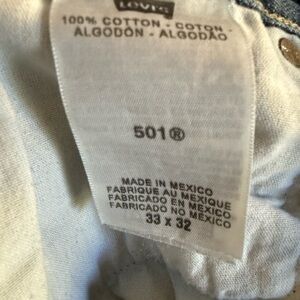 LEVI'S
100% COTTON - COTON -
ALGODÓN - ALGODÃO
501®
MADE IN MEXICO
FABRIQUÉ AU MEXIQUE
FABRICADO EN MEXICO
FABRICADO NO MÉXICO
33 x 32